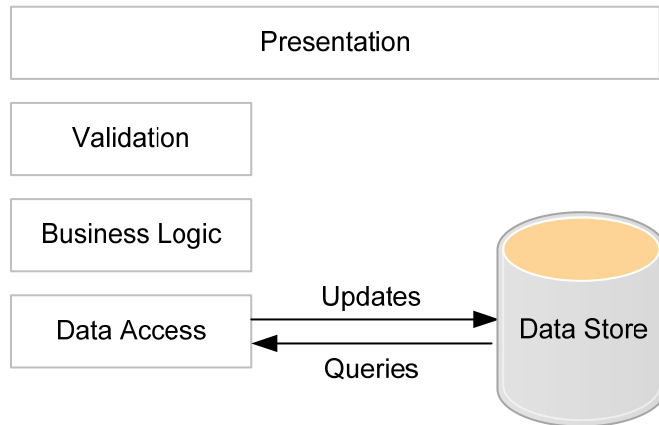 Presentation
Validation
Business Logic
Updates
Data Access
Data Store
Queries